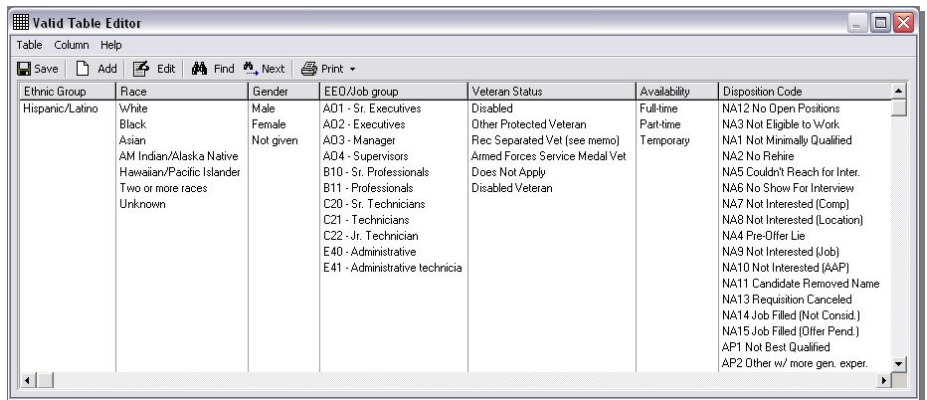 Valid Table Editor
Table Column Help
Save Add Edit Find Next Print
Ethnic Group Race Gender EEO/Job group Veteran Status Availability Disposition Code
Hispanic/Latino White Male A01 - Sr. Executives Disabled Full-time NA12 No Open Positions
Black Female A02 - Executives Other Protected Veteran Part-time NA3 Not Eligible to Work
Asian Not given A03 - Manager Rec Separated Vet (see memo) Temporary NA1 Not Minimally Qualified
AM Indian/Alaska Native A04 - Supervisors Armed Forces Service Medal Vet NA2 No Rehire
Hawaiian/Pacific Islander B10 - Sr. Professionals Does Not Apply NA5 Couldn't Reach for Inter.
Two or more races B11 - Professionals Disabled Veteran NA6 No Show For Interview
Unknown C20 - Sr. Technicians NA7 Not Interested (Comp)
C21 - Technicians NA8 Not Interested (Location)
C22 - Jr. Technician NA4 Pre-Offer Lie
E40 - Administrative NA9 Not Interested (Job)
E41 - Administrative technicia NA10 Not Interested (AAP)
NA11 Candidate Removed Name
NA13 Requisition Canceled
NA14 Job Filled (Not Consid.)
NA15 Job Filled (Offer Pend.)
AP1 Not Best Qualified
AP2 Other w/ more gen. exper.